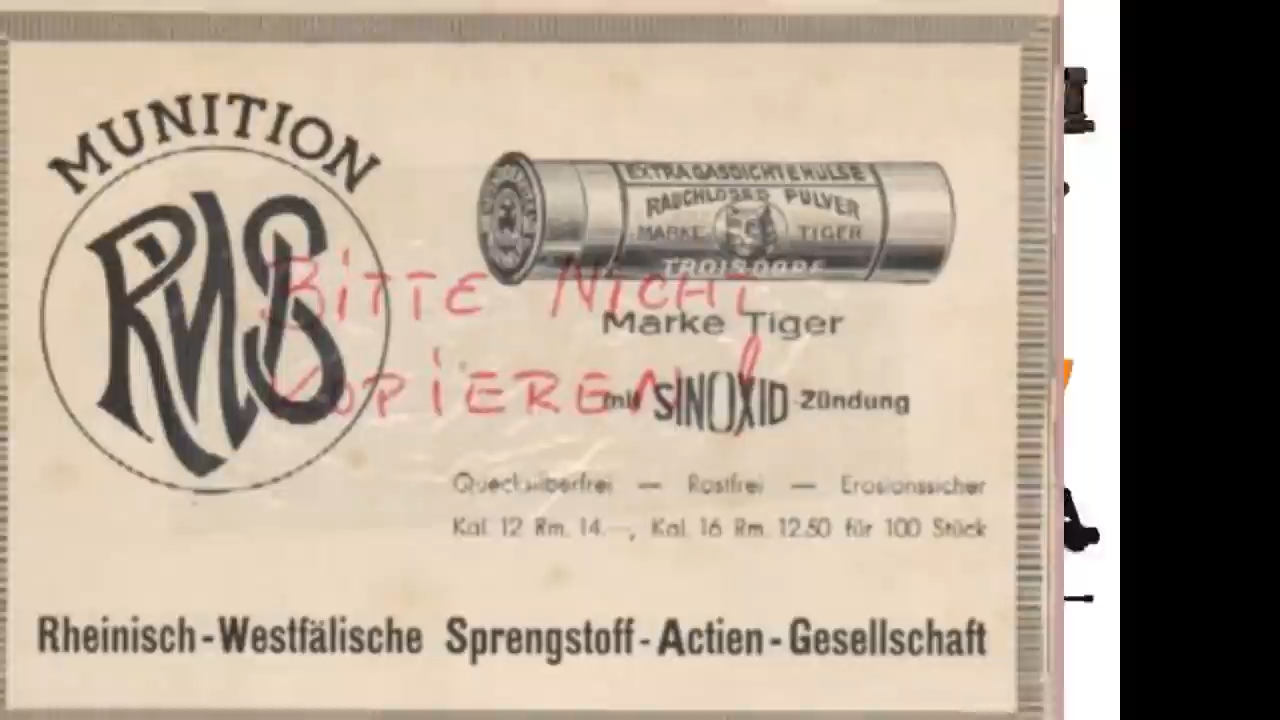 MUNITION
RWS
EXTRA GASDICHTE HÜLSE
RAUCHLOSES PULVER
MARKE TIGER
TROISDORF
BITTE NICHT
KOPIEREN!
Marke Tiger
mit SINOXID-Zündung
Quecksilberfrei — Rostfrei — Erosionssicher
Kal. 12 Rm. 14.—, Kal. 16 Rm. 12.50 für 100 Stück
Rheinisch-Westfälische Sprengstoff-Actien-Gesellschaft